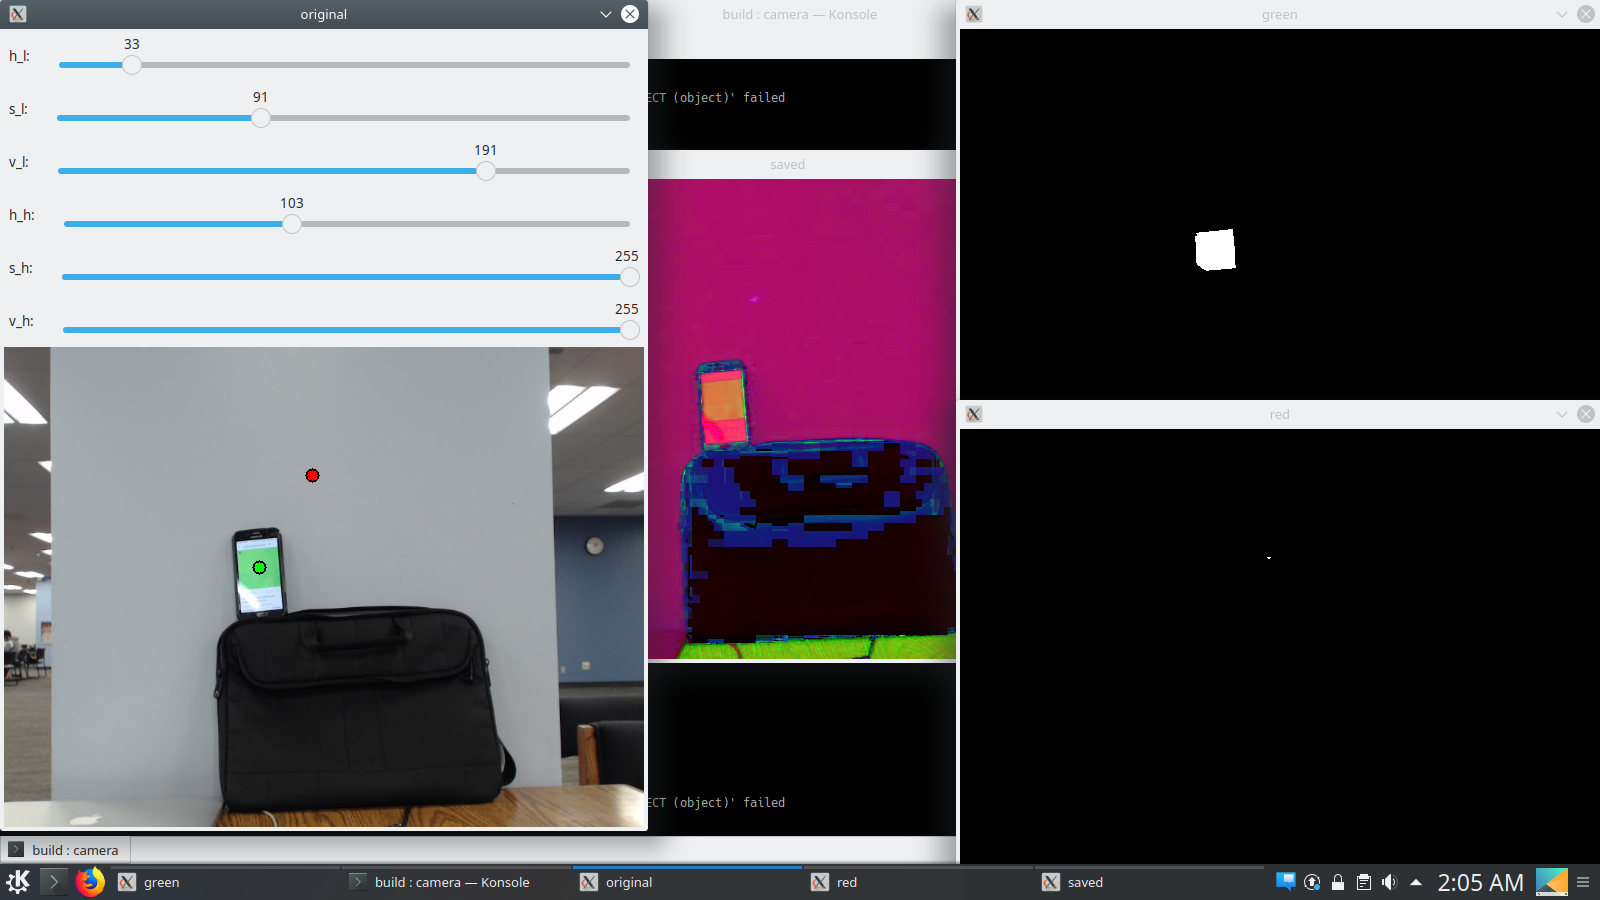 original
h_l:
33
s_l:
91
v_l:
191
h_h:
103
s_h:
255
v_h:
255
build : camera — Konsole
ECT (object)' failed
saved
ECT (object)' failed
green
red
build : camera
green
build : camera — Konsole
original
red
saved
2:05 AM